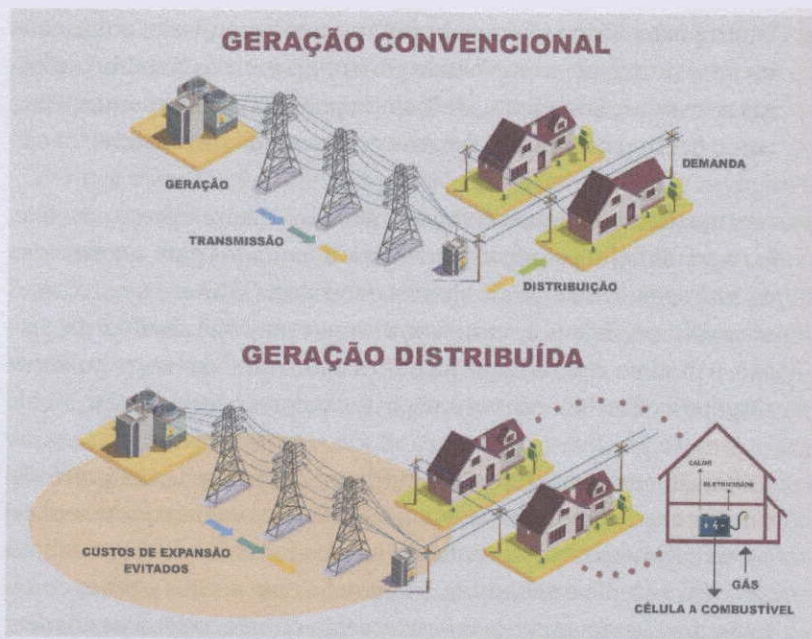 GERAÇÃO CONVENCIONAL
GERAÇÃO
DEMANDA
TRANSMISSÃO
DISTRIBUIÇÃO
GERAÇÃO DISTRIBUÍDA
CALOR
ELETRICIDADE
CUSTOS DE EXPANSÃO
EVITADOS
GÁS
CÉLULA A COMBUSTÍVEL